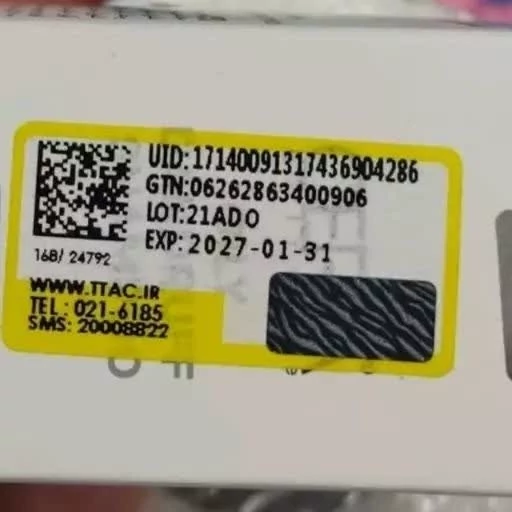 UID:17140091317436904286
GTN:06262863400906
LOT:21ADO
EXP:2027-01-31
168/ 24792
WWW.TTAC.IR
TEL : 021-6185
SMS: 20008822